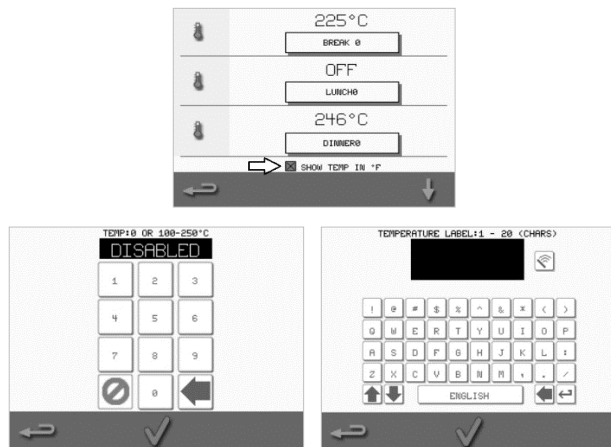 225°C
BREAK 0
OFF
LUNCH0
246°C
DINNER0
SHOW TEMP IN °F
TEMP:0 OR 100-250°C
DISABLED
1 2 3
4 5 6
7 8 9
0
TEMPERATURE LABEL:1 - 20 (CHARS)
! @ # $ % ^ & * ( )
Q W E R T Y U I O P
A S D F G H J K L :
Z X C V B N M , . /
ENGLISH